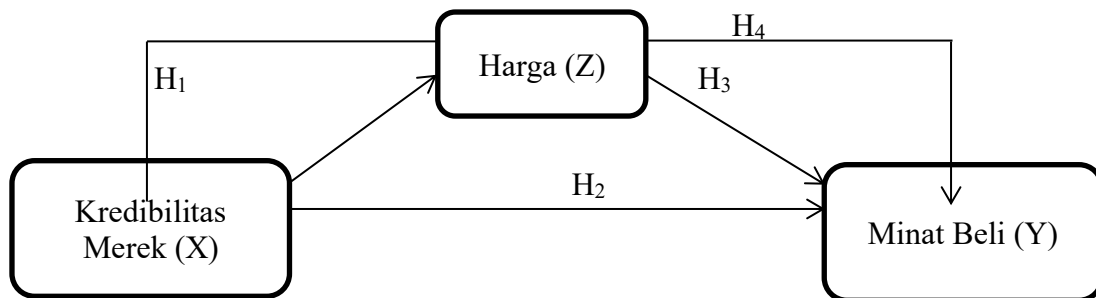 H₄
Harga (Z)
H₁
H₃
H₂
Kredibilitas
Merek (X)
Minat Beli (Y)